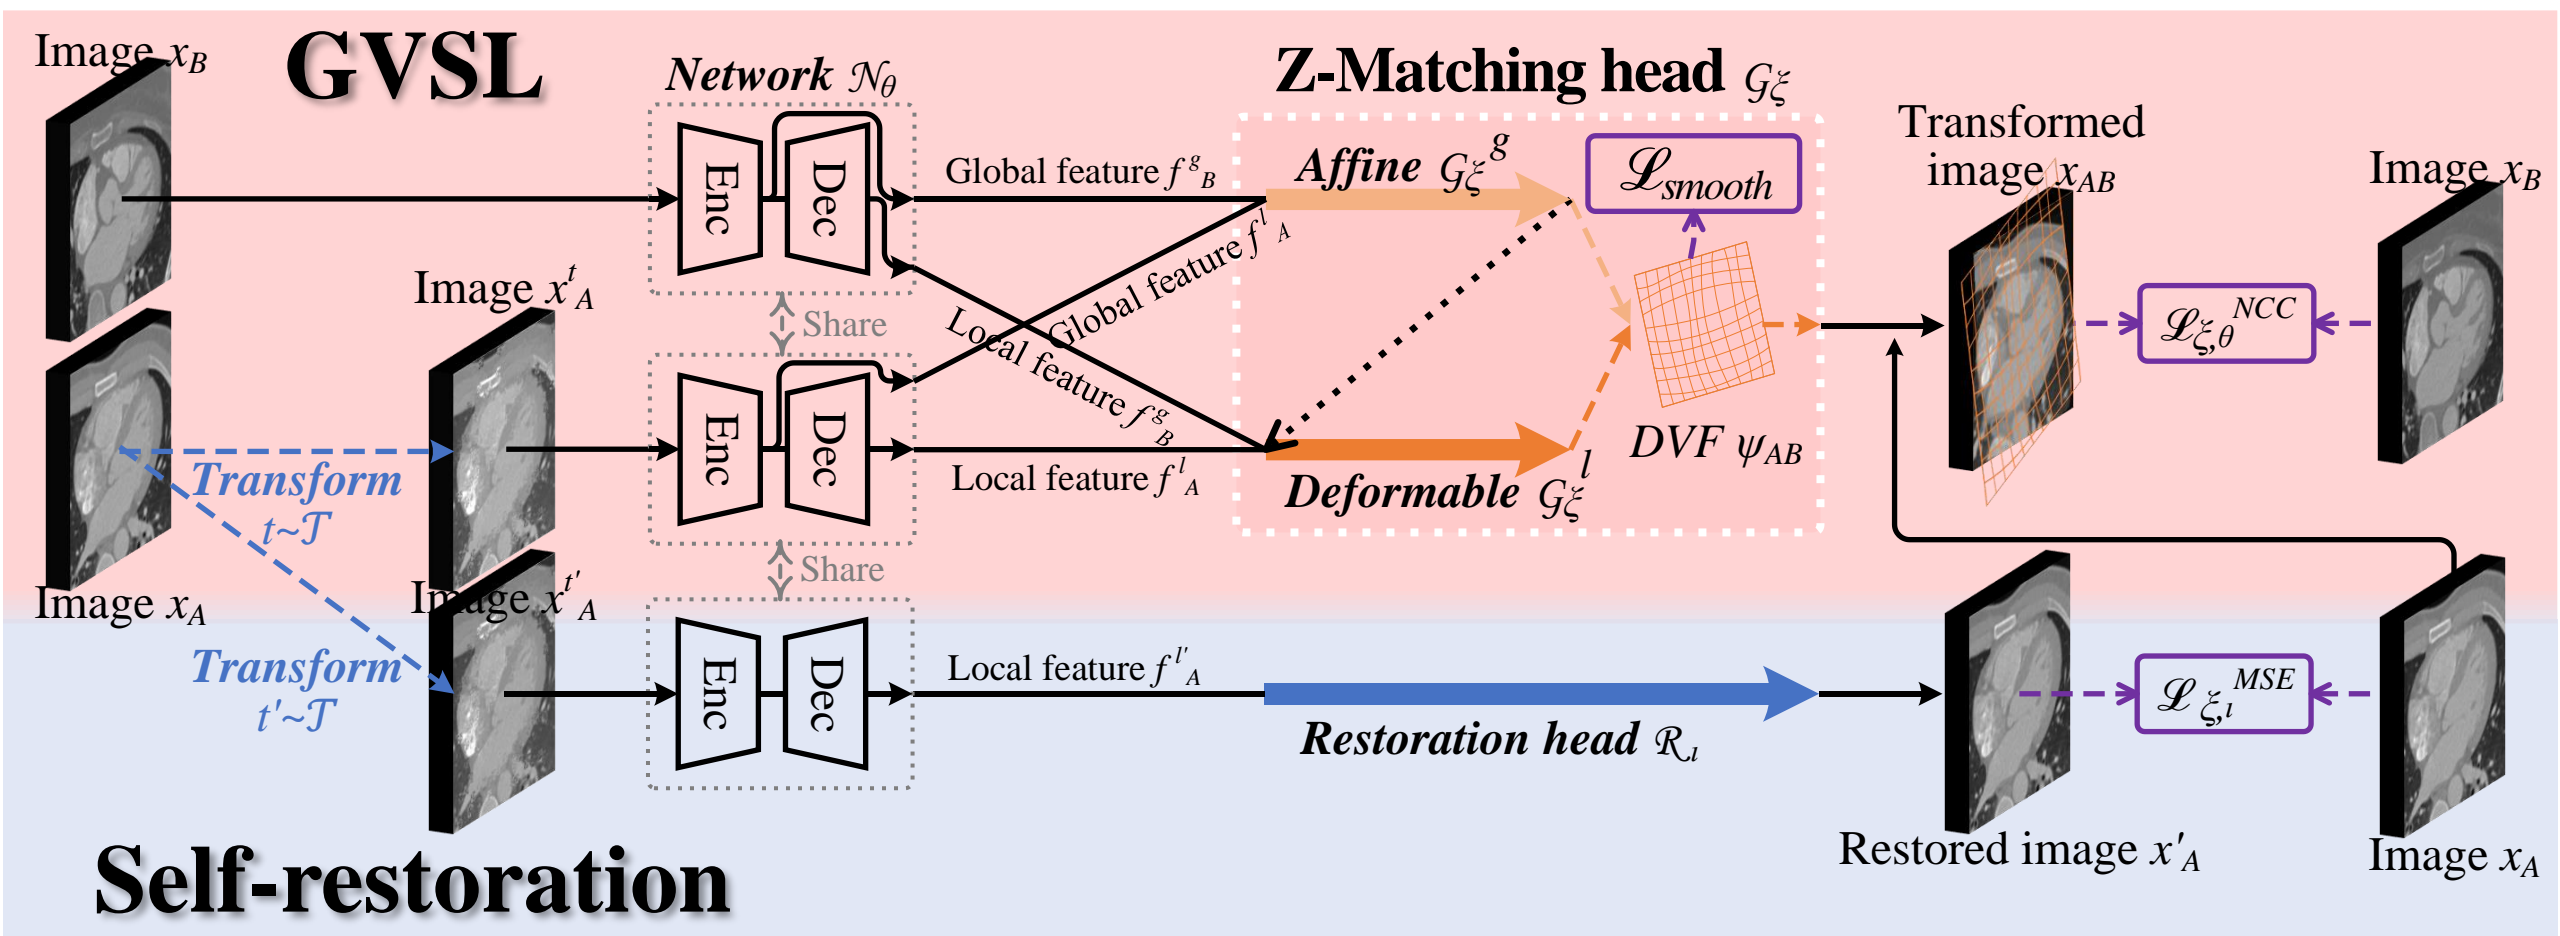 Image x_B
GVSL
Network 𝒩_θ
Z-Matching head 𝒢_ξ
Enc
Dec
Global feature f^g_B
Affine 𝒢_ξ^g
ℒ_smooth
Transformed
image x_AB
Image x_B
Image x^t_A
Share
Global feature f^l_A
Local feature f^g_B
ℒ_ξ,θ^NCC
Enc
Dec
Transform
t~𝒯
Local feature f^l_A
Deformable 𝒢_ξ^l
DVF ψ_AB
Image x_A
Image x^t'_A
Share
Transform
t'~𝒯
Enc
Dec
Local feature f^l'_A
Restoration head ℛ_ι
ℒ_ξ,ι^MSE
Restored image x'_A
Image x_A
Self-restoration